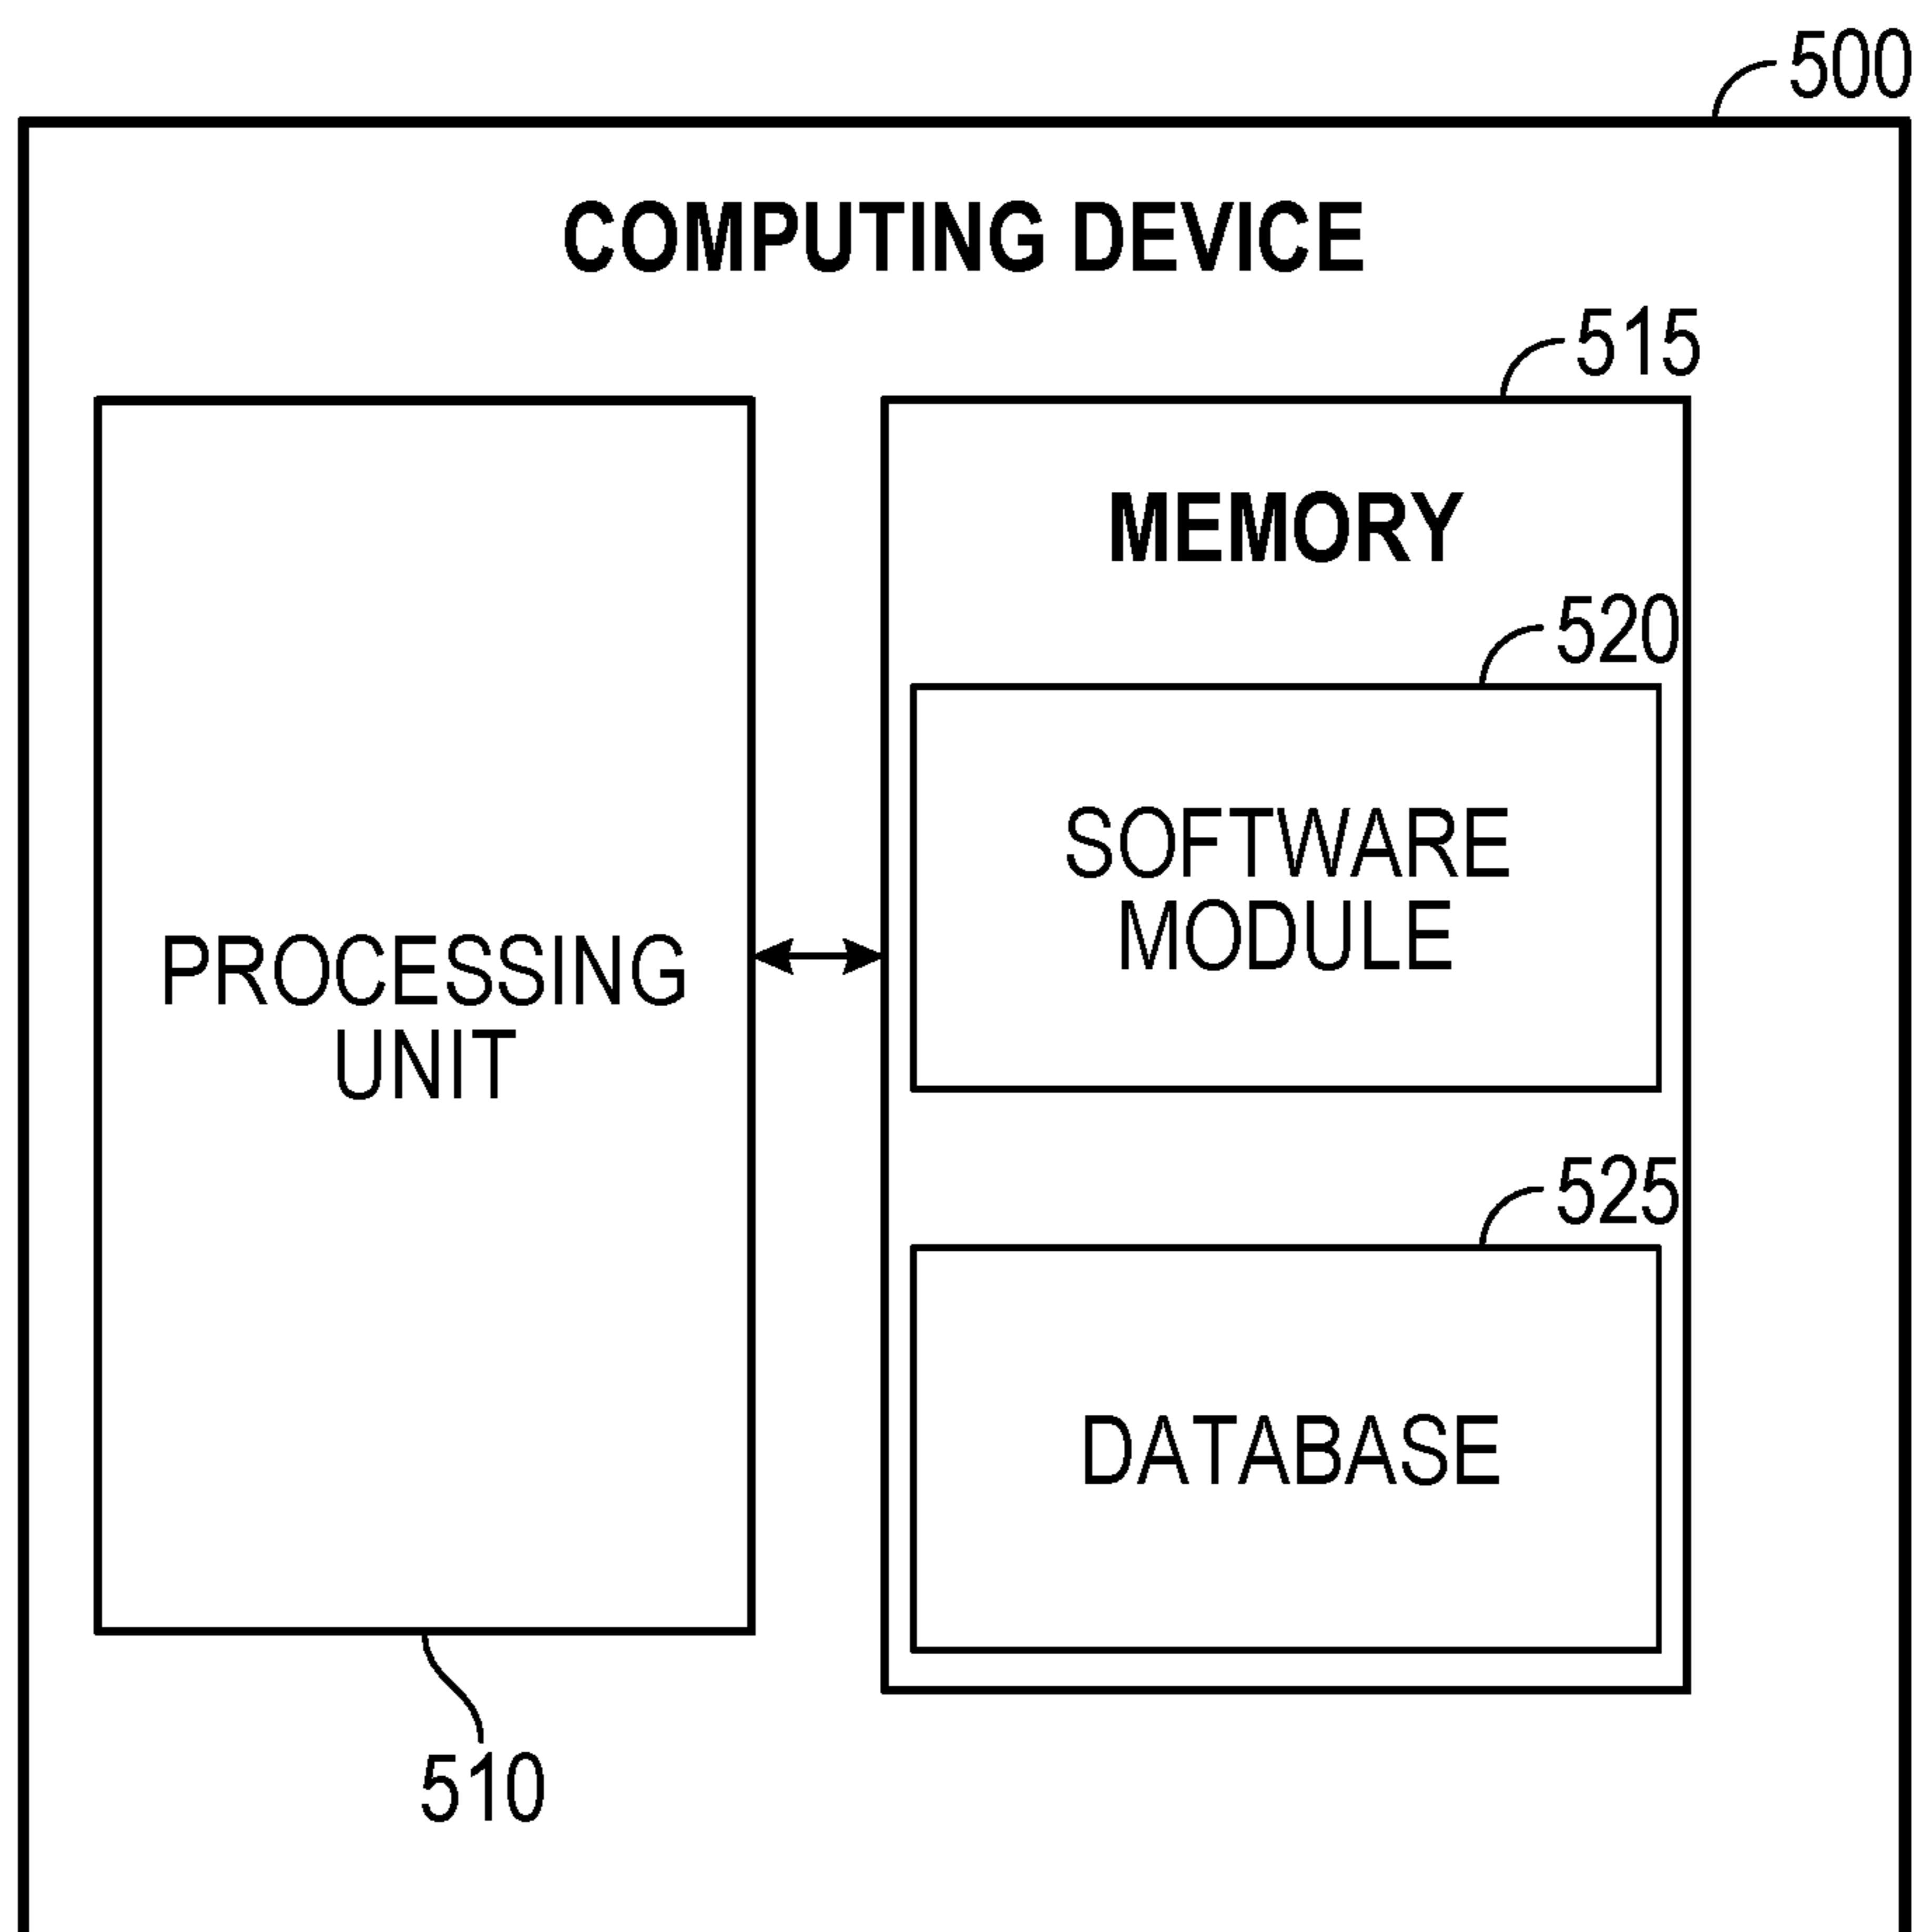 500
COMPUTING DEVICE
515
MEMORY
520
SOFTWARE
MODULE
PROCESSING
UNIT
525
DATABASE
510